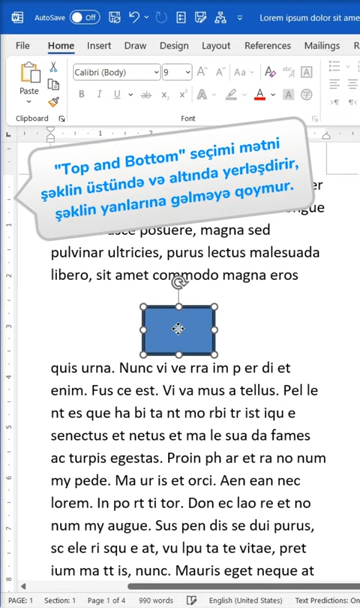 AutoSave Off Lorem ipsum dolor sit ame
File Home Insert Draw Design Layout References Mailings
Paste Calibri (Body) 9 A A Aa A
B I U ab x x A A
Clipboard Font
"Top and Bottom" seçimi mətni
şəklin üstündə və altında yerləşdirir,
şəklin yanlarına gəlməyə qoymur.
posuere, magna sed
pulvinar ultricies, purus lectus malesuada
libero, sit amet commodo magna eros
quis urna. Nunc vi ve rra im p er di et
enim. Fus ce est. Vi va mus a tellus. Pel le
nt es que ha bi ta nt mo rbi tr ist iqu e
senectus et netus et ma le sua da fames
ac turpis egestas. Proin ph ar et ra no num
my pede. Ma ur is et orci. Aen ean nec
lorem. In po rt ti tor. Don ec lao re et no
num my augue. Sus pen dis se dui purus,
sc ele ri squ e at, vu lpu ta te vitae, pret
ium ma tt is, nunc. Mauris eget neque at
PAGE: 1 Section: 1 Page 1 of 4 990 words English (United States) Text Predictions: On